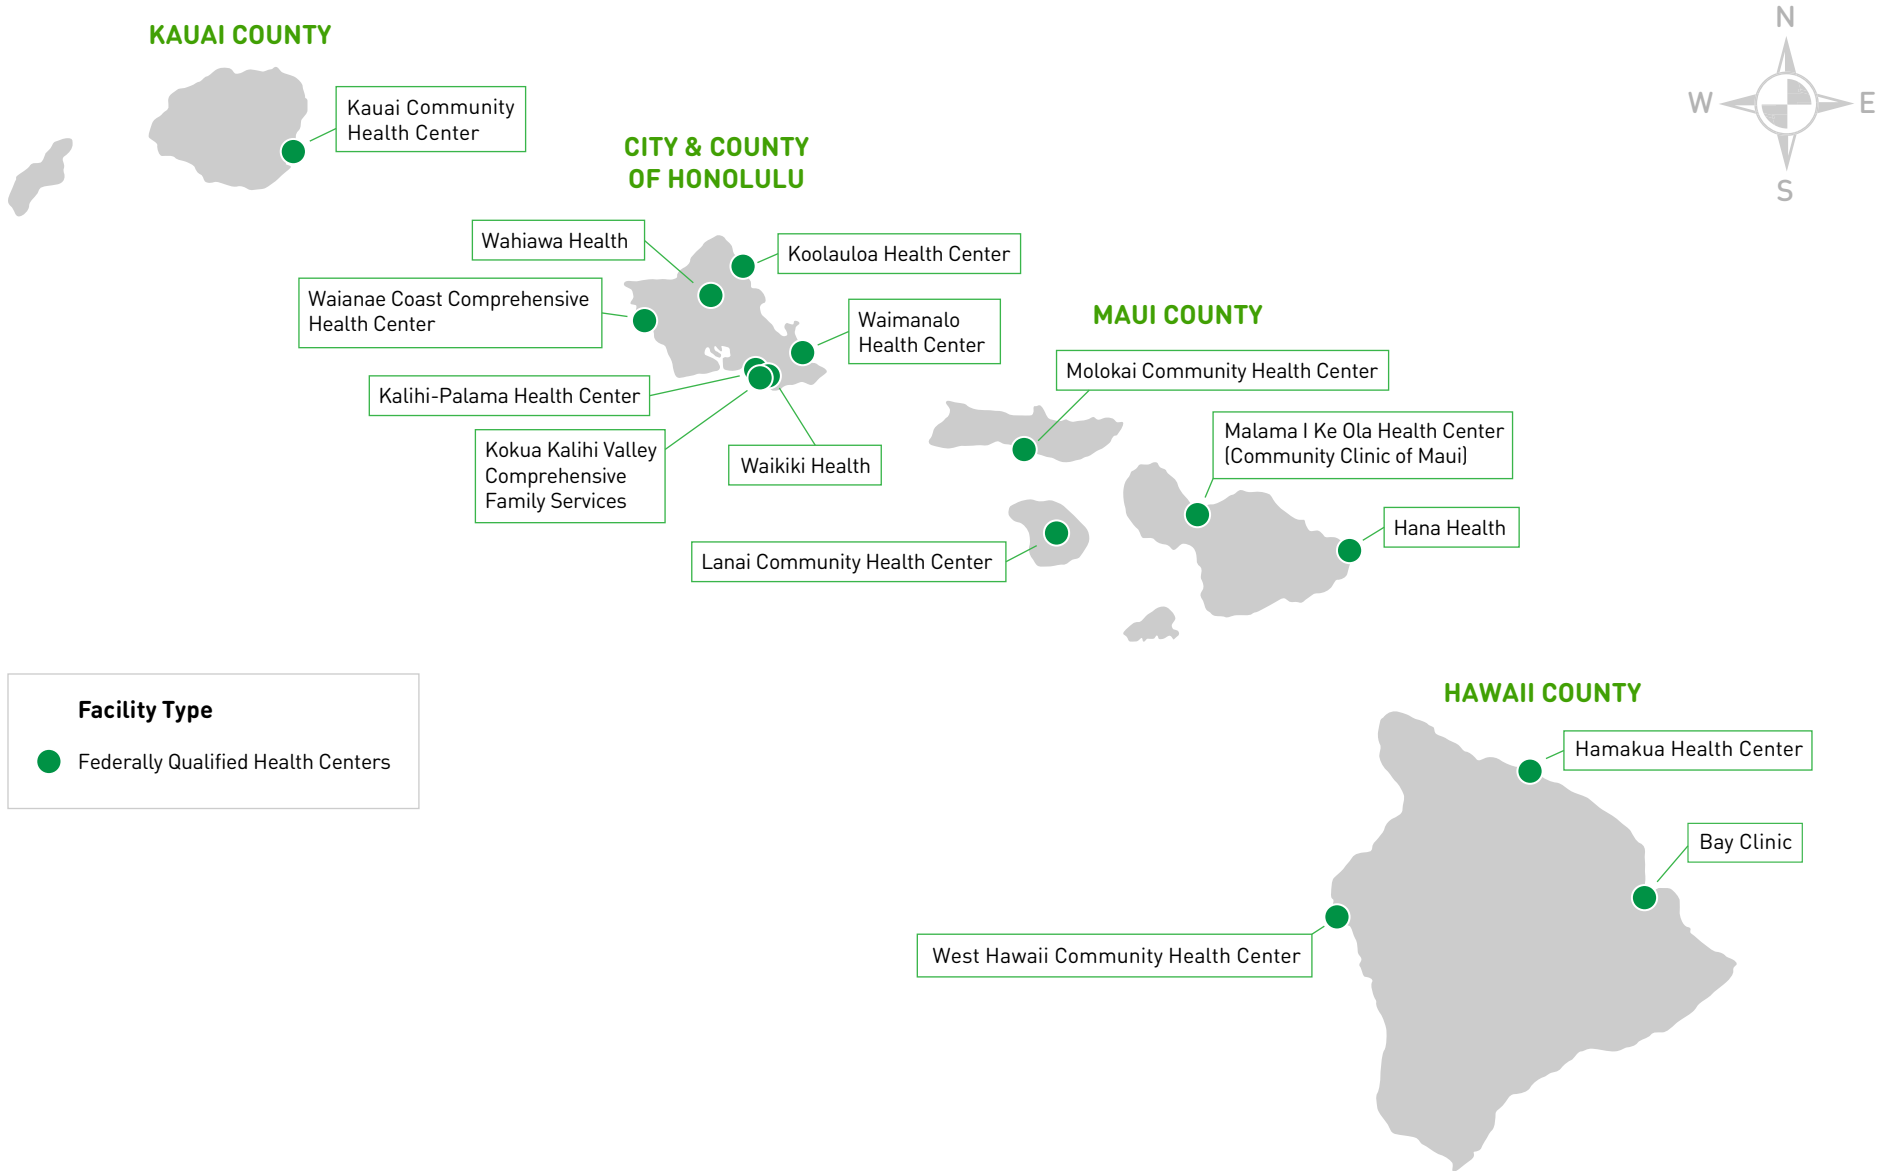 N
W
E
S
KAUAI COUNTY
Kauai Community
Health Center
CITY & COUNTY
OF HONOLULU
Wahiawa Health
Koolauloa Health Center
Waianae Coast Comprehensive
Health Center
Waimanalo
Health Center
Kalihi-Palama Health Center
Kokua Kalihi Valley
Comprehensive
Family Services
Waikiki Health
MAUI COUNTY
Molokai Community Health Center
Malama I Ke Ola Health Center
(Community Clinic of Maui)
Hana Health
Lanai Community Health Center
Facility Type
Federally Qualified Health Centers
HAWAII COUNTY
Hamakua Health Center
Bay Clinic
West Hawaii Community Health Center